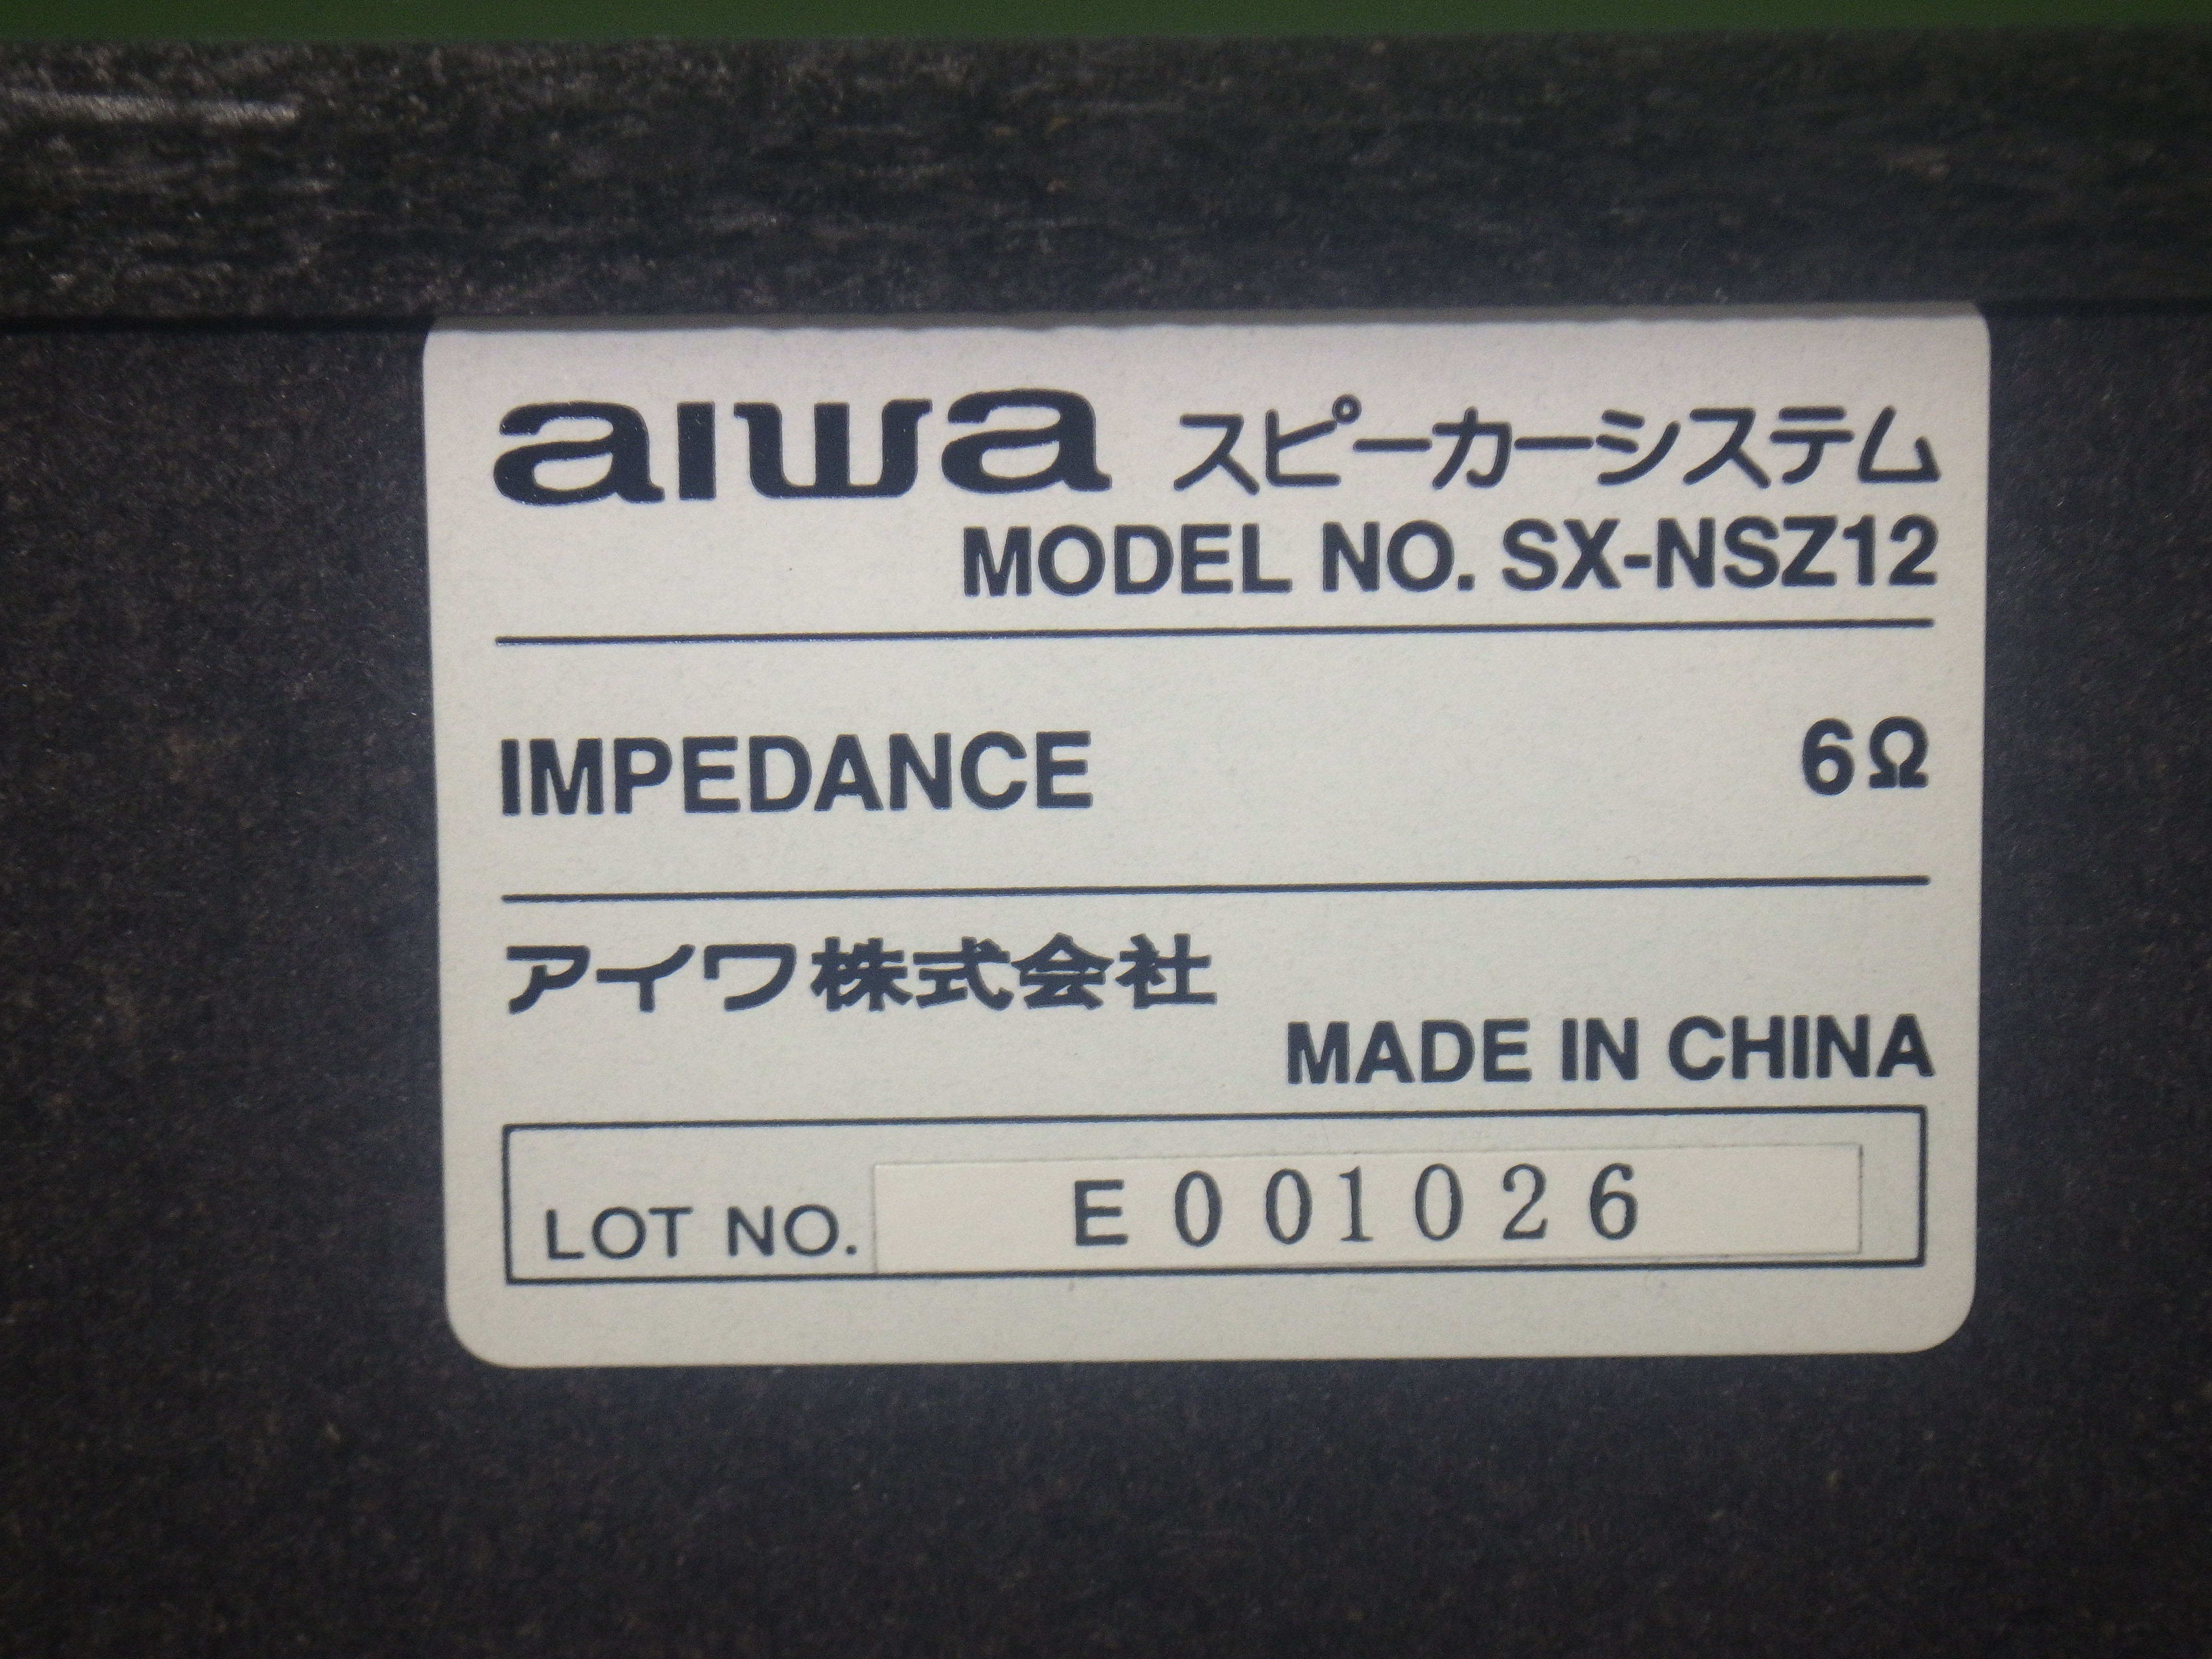 aiwa スピーカーシステム
MODEL NO. SX-NSZ12
IMPEDANCE 6Ω
アイワ株式会社
MADE IN CHINA
LOT NO. E001026